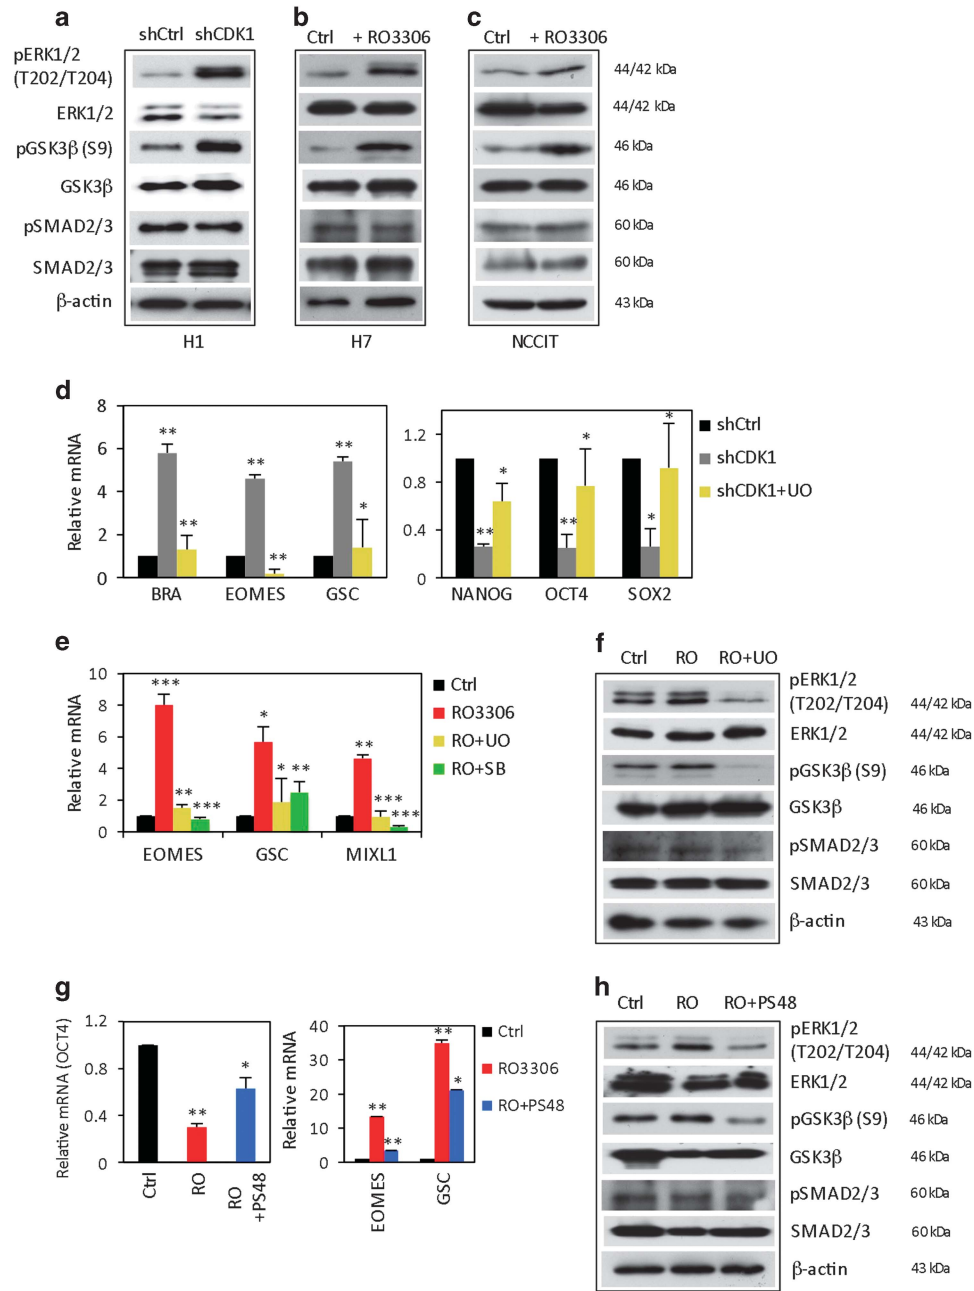 a
b
c
shCtrl shCDK1
Ctrl + RO3306
Ctrl + RO3306
pERK1/2
(T202/T204)
44/42 kDa
ERK1/2
44/42 kDa
pGSK3β (S9)
46 kDa
GSK3β
46 kDa
pSMAD2/3
60 kDa
SMAD2/3
60 kDa
β-actin
43 kDa
H1
H7
NCCIT
d
Relative mRNA
8
6
4
2
0
** ** **
** ** *
BRA EOMES GSC
1.2
0.8
0.4
0
** * ** * * *
NANOG OCT4 SOX2
shCtrl
shCDK1
shCDK1+UO
e
Relative mRNA
10
8
6
4
2
0
*** ** ***
* * **
** *** ***
EOMES GSC MIXL1
Ctrl
RO3306
RO+UO
RO+SB
f
Ctrl RO RO+UO
pERK1/2
(T202/T204) 44/42 kDa
ERK1/2 44/42 kDa
pGSK3β (S9) 46 kDa
GSK3β 46 kDa
pSMAD2/3 60 kDa
SMAD2/3 60 kDa
β-actin 43 kDa
g
Relative mRNA (OCT4)
1.2
0.8
0.4
0
** *
Ctrl
RO
RO
+PS48
Relative mRNA
40
30
20
10
0
** **
** *
EOMES
GSC
Ctrl
RO3306
RO+PS48
h
Ctrl RO RO+PS48
pERK1/2
(T202/T204) 44/42 kDa
ERK1/2 44/42 kDa
pGSK3β (S9) 46 kDa
GSK3β 46 kDa
pSMAD2/3 60 kDa
SMAD2/3 60 kDa
β-actin 43 kDa